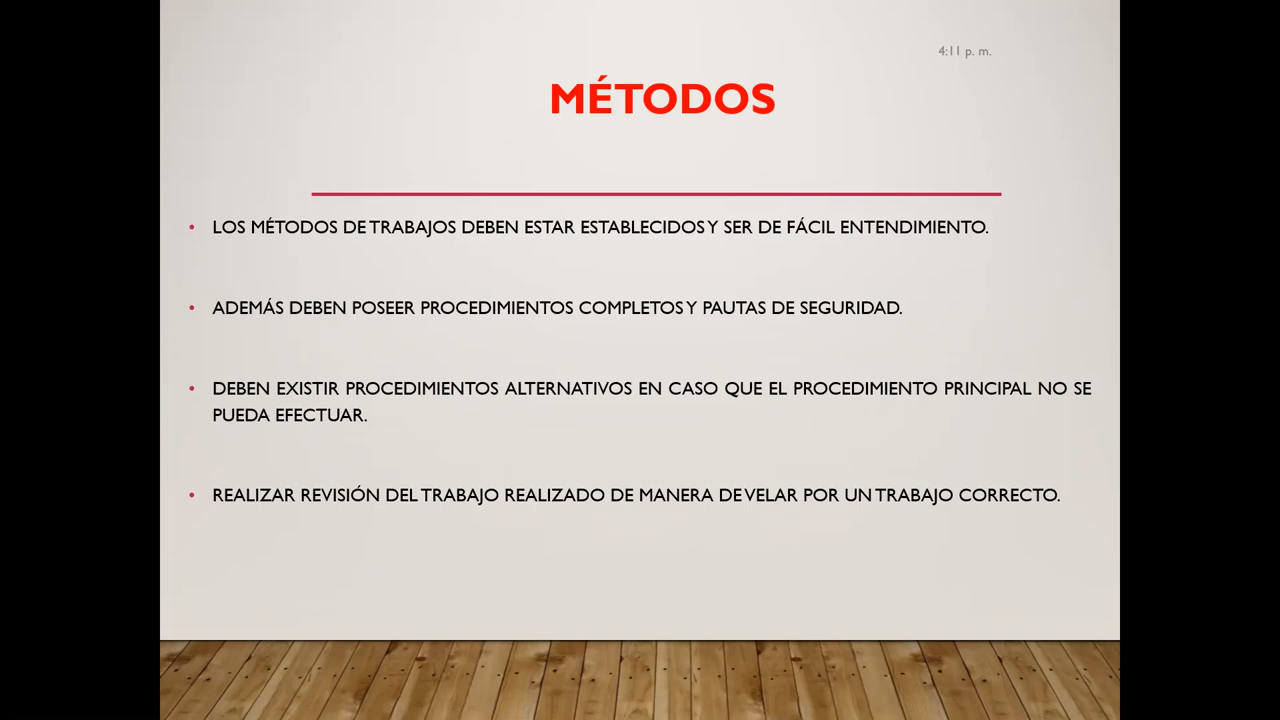 4:11 p. m.
MÉTODOS
• LOS MÉTODOS DE TRABAJOS DEBEN ESTAR ESTABLECIDOS Y SER DE FÁCIL ENTENDIMIENTO.
• ADEMÁS DEBEN POSEER PROCEDIMIENTOS COMPLETOS Y PAUTAS DE SEGURIDAD.
• DEBEN EXISTIR PROCEDIMIENTOS ALTERNATIVOS EN CASO QUE EL PROCEDIMIENTO PRINCIPAL NO SE
PUEDA EFECTUAR.
• REALIZAR REVISIÓN DEL TRABAJO REALIZADO DE MANERA DE VELAR POR UN TRABAJO CORRECTO.